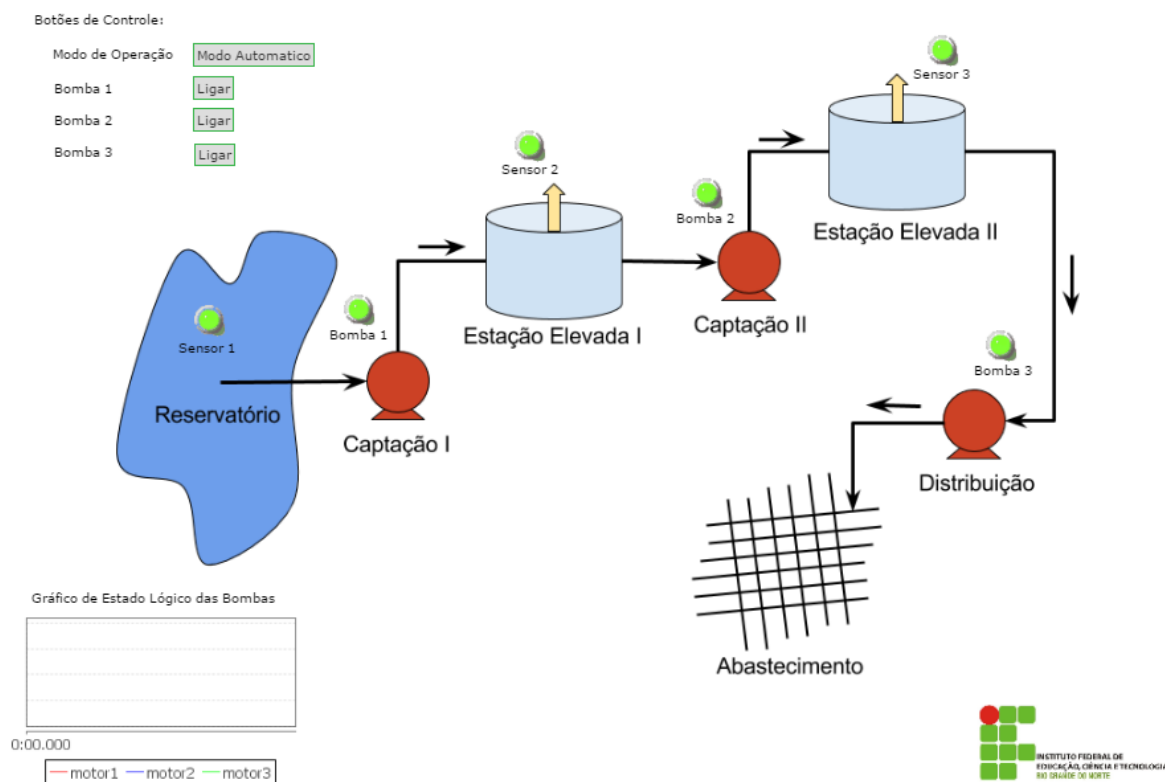 Botões de Controle:
Modo de Operação
Modo Automatico
Bomba 1
Ligar
Bomba 2
Ligar
Bomba 3
Ligar
Sensor 3
Sensor 2
Bomba 2
Estação Elevada II
Sensor 1
Bomba 1
Estação Elevada I
Captação II
Bomba 3
Reservatório
Captação I
Distribuição
Abastecimento
Gráfico de Estado Lógico das Bombas
0:00.000
motor1
motor2
motor3
INSTITUTO FEDERAL DE
EDUCAÇÃO, CIÊNCIA E TECNOLOGIA
RIO GRANDE DO NORTE